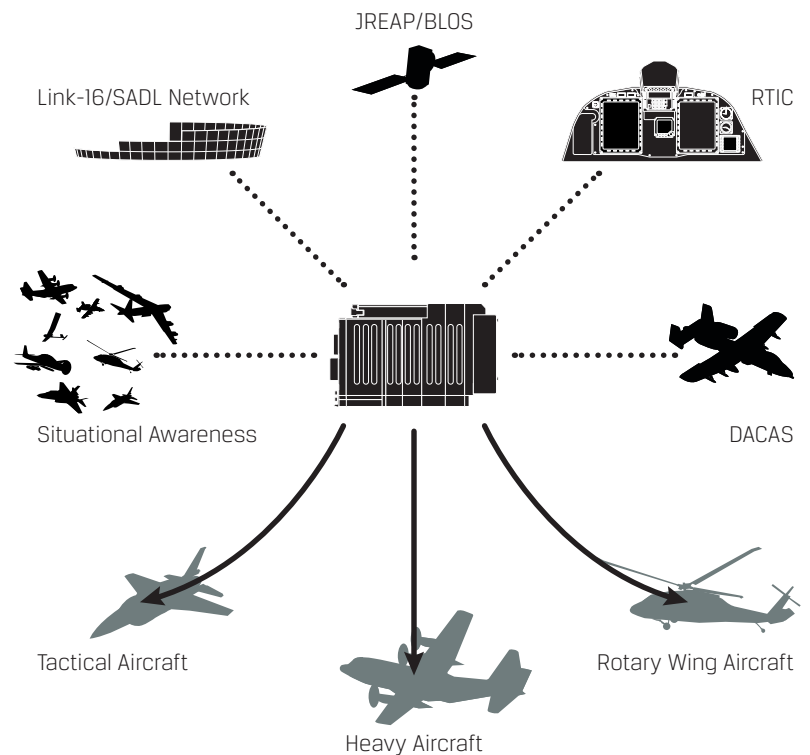 JREAP/BLOS
Link-16/SADL Network
RTIC
Situational Awareness
DACAS
Tactical Aircraft
Rotary Wing Aircraft
Heavy Aircraft